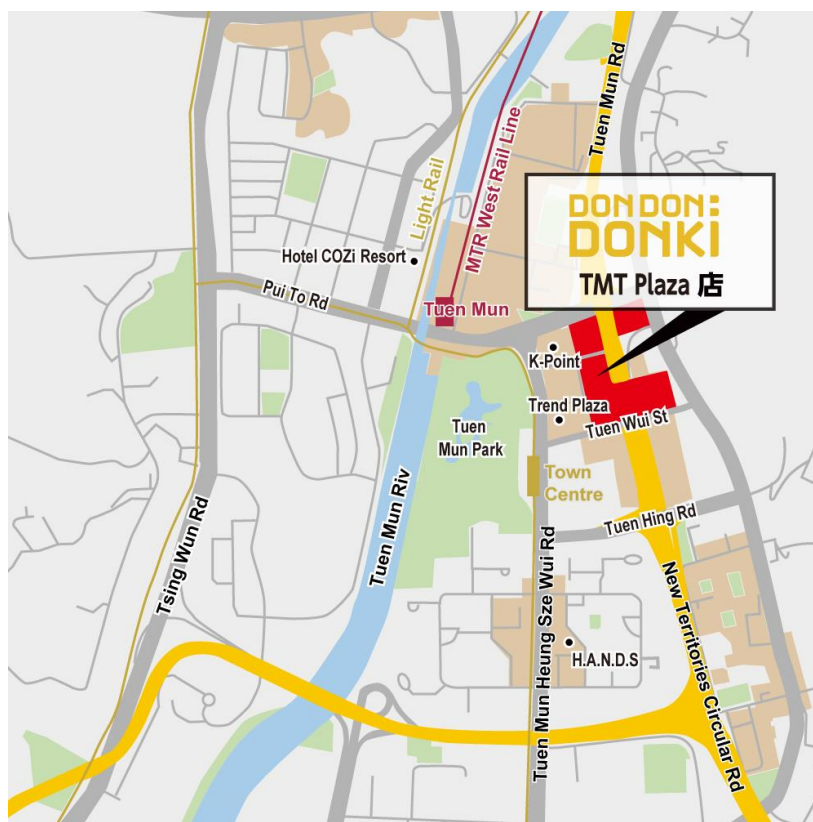 Tuen Mun Rd
DON DON:
DONKI
TMT Plaza 店
Light Rail
MTR West Rail Line
Hotel COZi Resort
Pui To Rd
Tuen Mun
K-Point
Trend Plaza
Tuen Wui St
Tuen
Mun Park
Town
Centre
Tuen Mun Riv
Tsing Wun Rd
Tuen Hing Rd
Tuen Mun Heung Sze Wui Rd
New Territories Circular Rd
H.A.N.D.S